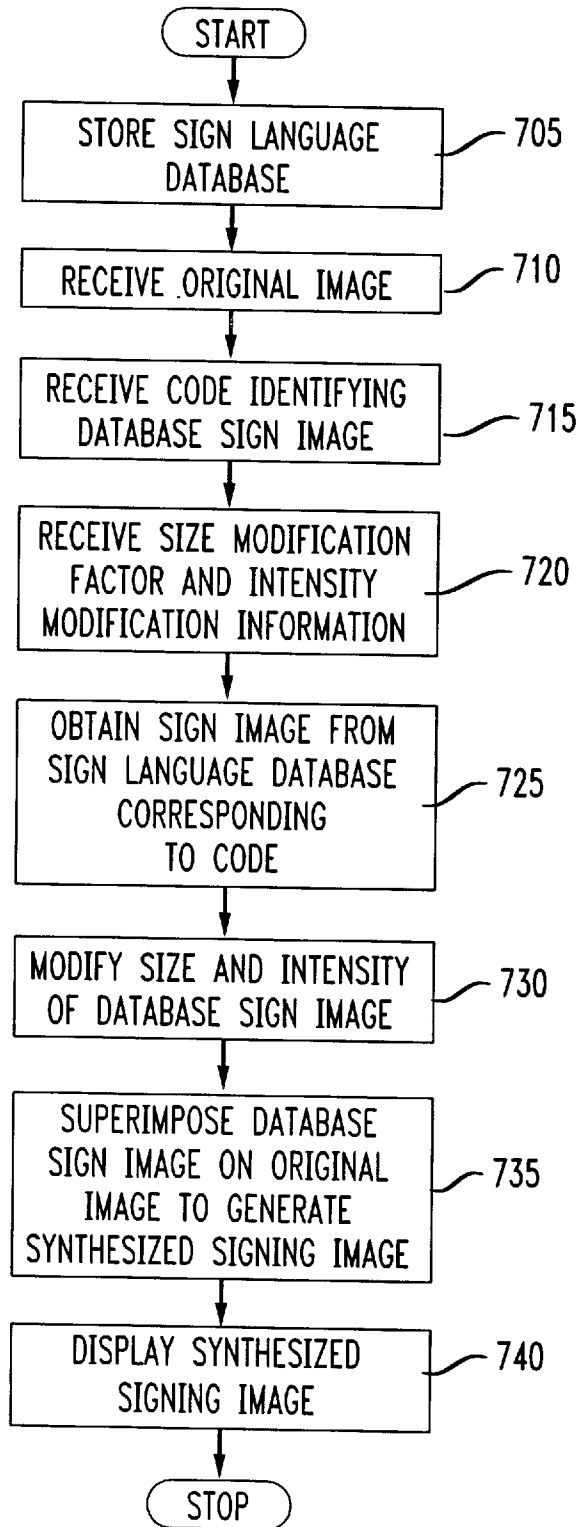 START
STORE SIGN LANGUAGE
DATABASE
705
RECEIVE ORIGINAL IMAGE
710
RECEIVE CODE IDENTIFYING
DATABASE SIGN IMAGE
715
RECEIVE SIZE MODIFICATION
FACTOR AND INTENSITY
MODIFICATION INFORMATION
720
OBTAIN SIGN IMAGE FROM
SIGN LANGUAGE DATABASE
CORRESPONDING
TO CODE
725
MODIFY SIZE AND INTENSITY
OF DATABASE SIGN IMAGE
730
SUPERIMPOSE DATABASE
SIGN IMAGE ON ORIGINAL
IMAGE TO GENERATE
SYNTHESIZED SIGNING IMAGE
735
DISPLAY SYNTHESIZED
SIGNING IMAGE
740
STOP